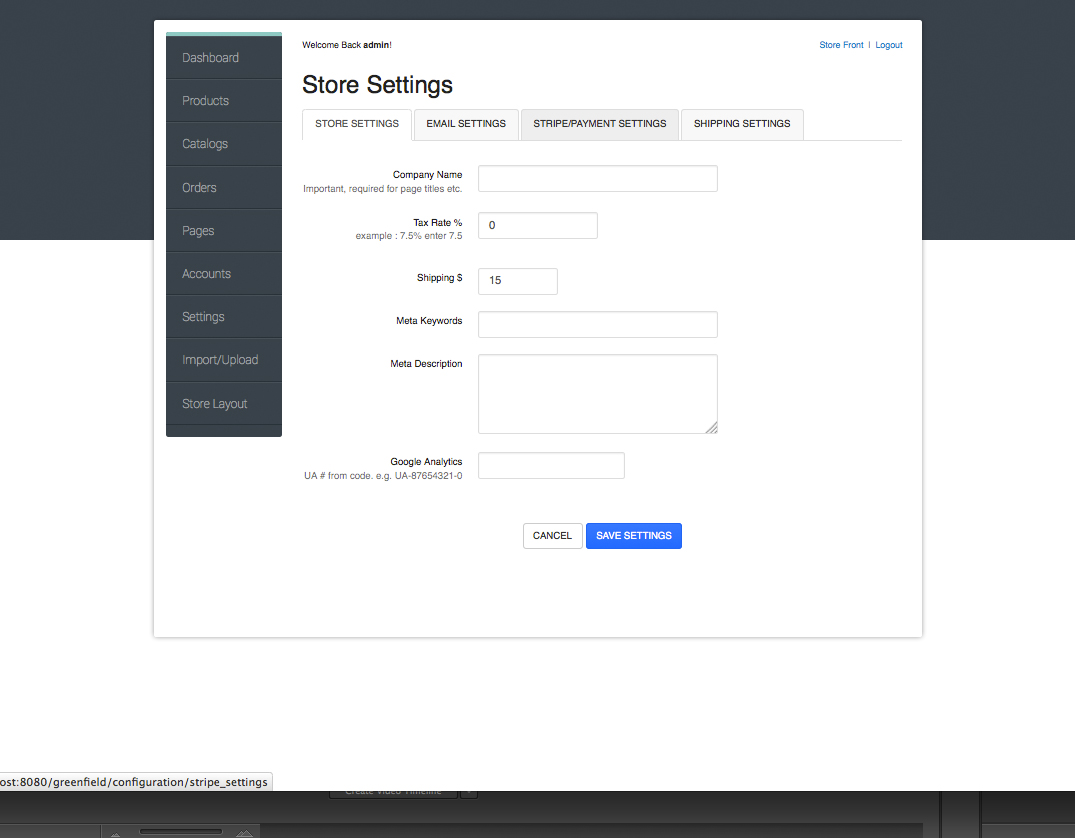 Dashboard
Products
Catalogs
Orders
Pages
Accounts
Settings
Import/Upload
Store Layout
Welcome Back admin!
Store Front | Logout
Store Settings
STORE SETTINGS EMAIL SETTINGS STRIPE/PAYMENT SETTINGS SHIPPING SETTINGS
Company Name
Important, required for page titles etc.
Tax Rate %
example : 7.5% enter 7.5
0
Shipping $
15
Meta Keywords
Meta Description
Google Analytics
UA # from code. e.g. UA-87654321-0
CANCEL SAVE SETTINGS
ost:8080/greenfield/configuration/stripe_settings
Create Video Timeline